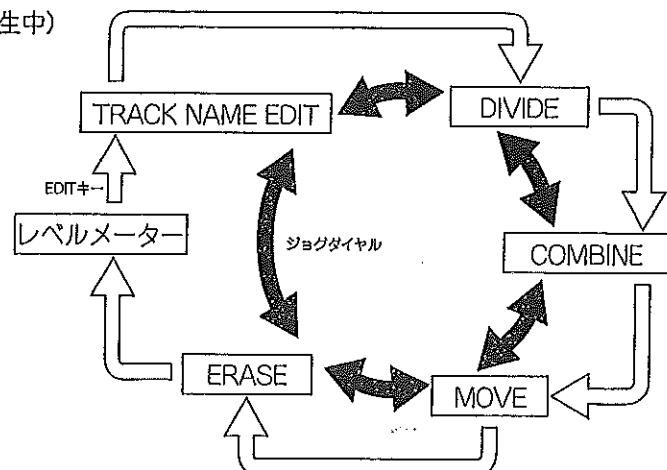 生中)
TRACK NAME EDIT
DIVIDE
EDITキー
レベルメーター
ジョグダイヤル
COMBINE
ERASE
MOVE